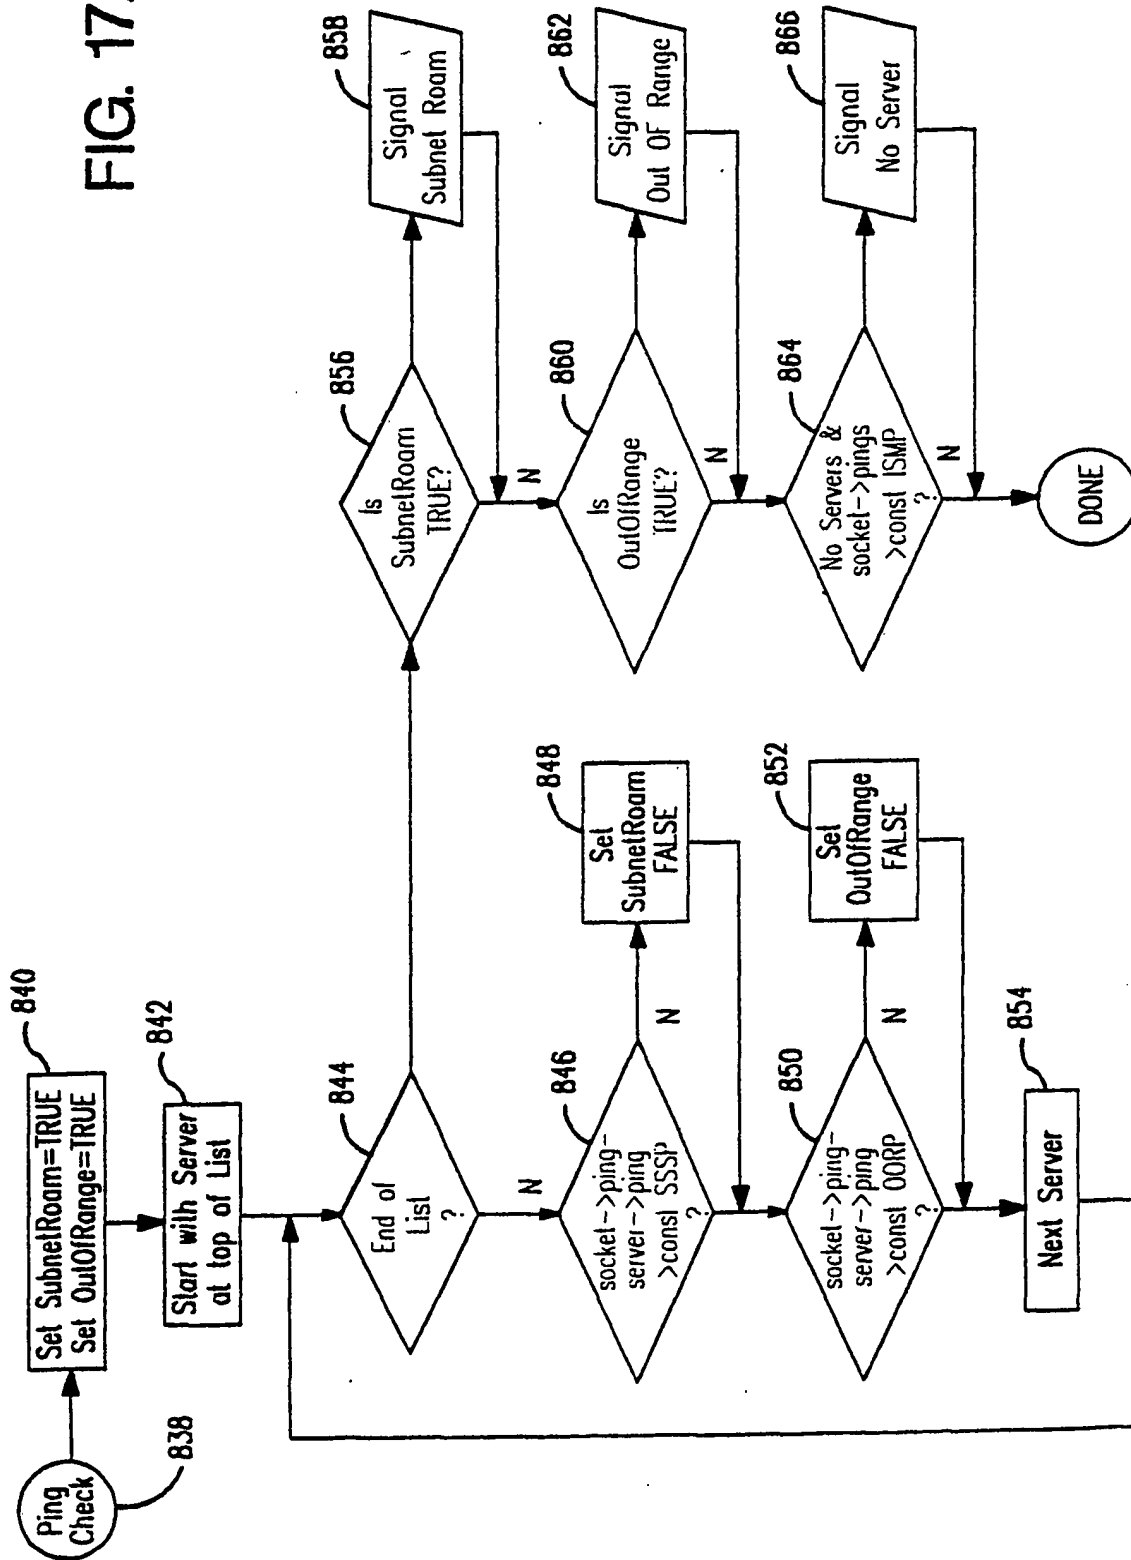 FIG. 17
Ping
Check
838
Set SubnetRoam=TRUE
Set OutOfRange=TRUE
840
Start with Server
at top of List
842
End of
List
?
844
N
socket->ping-
server->ping
>const SSSP
?
846
N
Set
SubnetRoam
FALSE
848
socket->ping-
server->ping
>const OORP
?
850
N
Set
OutOfRange
FALSE
852
Next Server
854
Is
SubnetRoam
TRUE?
856
N
Signal
Subnet Roam
858
Is
OutOfRange
TRUE?
860
N
Signal
Out OF Range
862
No Servers &
socket->pings
>const ISMP
?
864
N
Signal
No Server
866
DONE